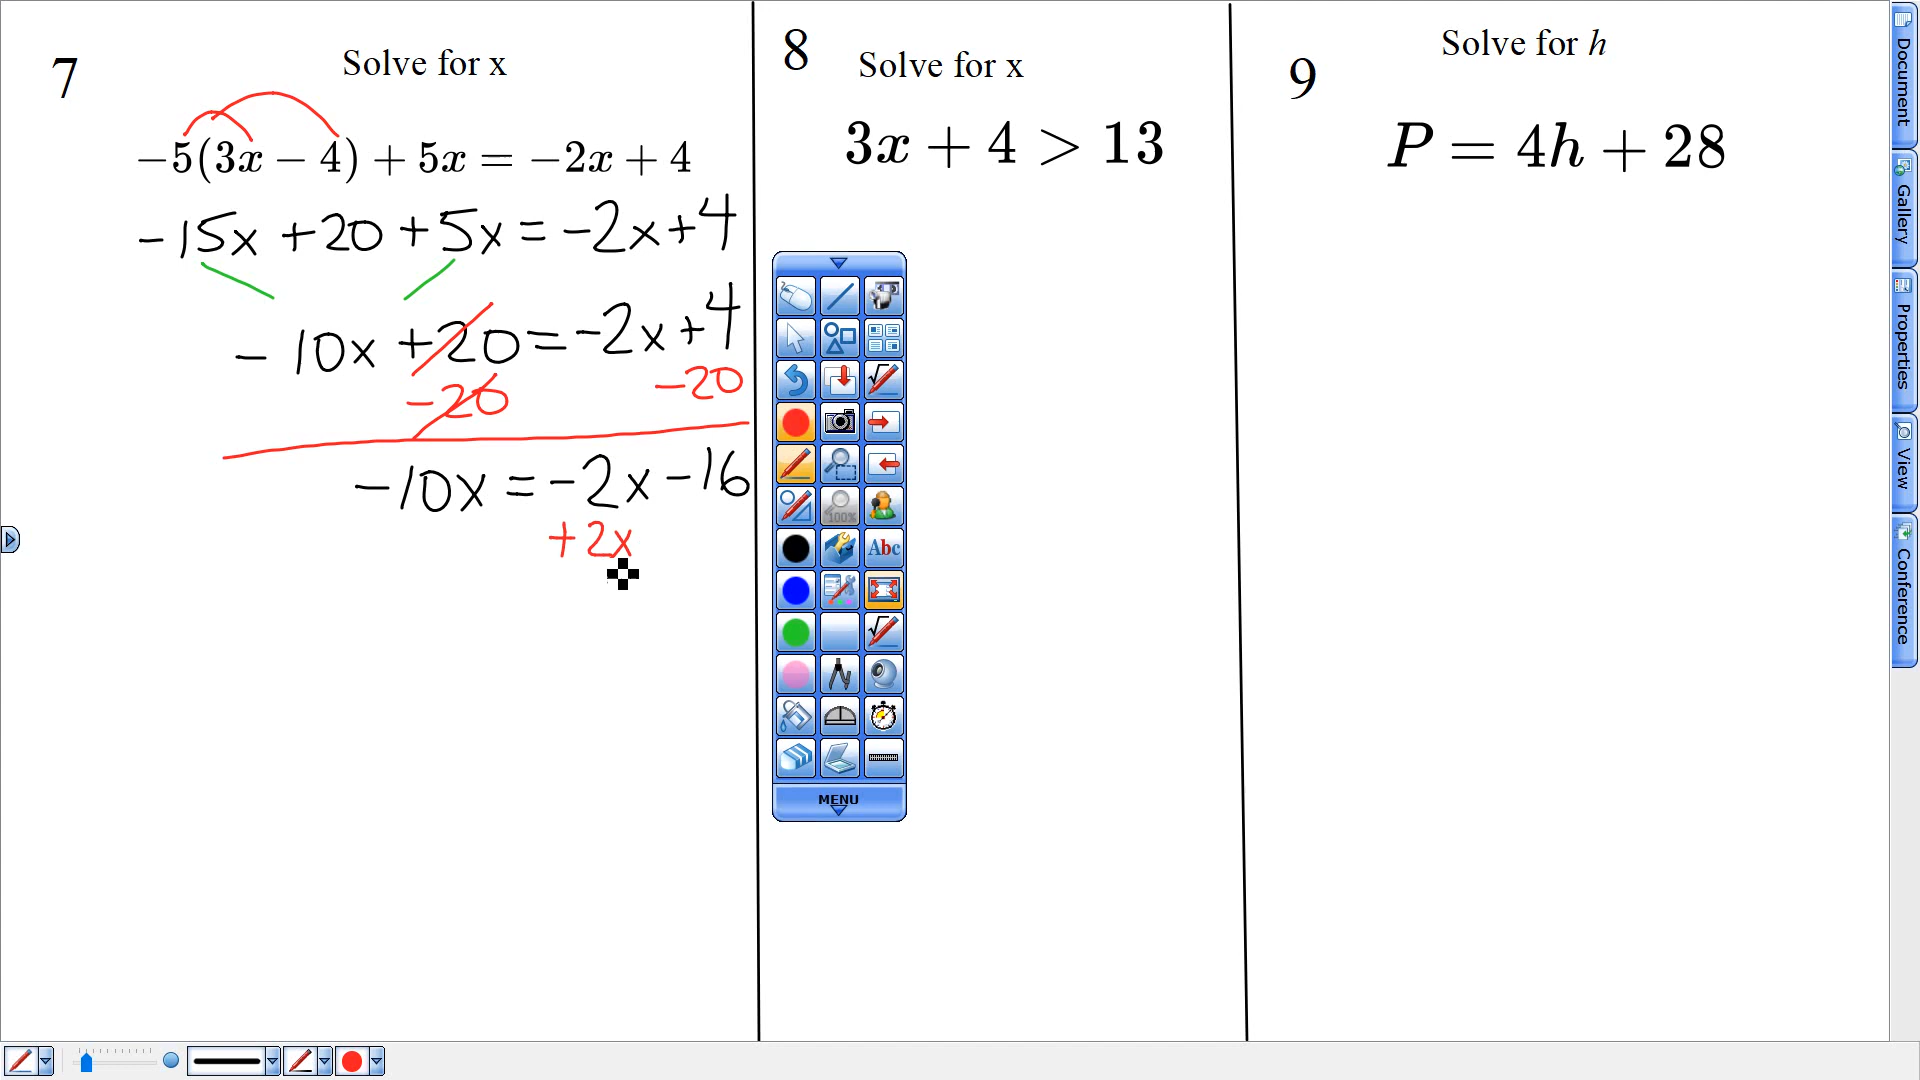 7
Solve for x
−5(3x − 4) + 5x = −2x + 4
-15x +20 +5x = -2x+4
- 10x +20 = -2x+4
-20 -20
-10x = -2x -16
+2x
8
Solve for x
3x + 4 > 13
100%
Abc
MENU
9
Solve for h
P = 4h + 28
Document
Gallery
Properties
View
Conference